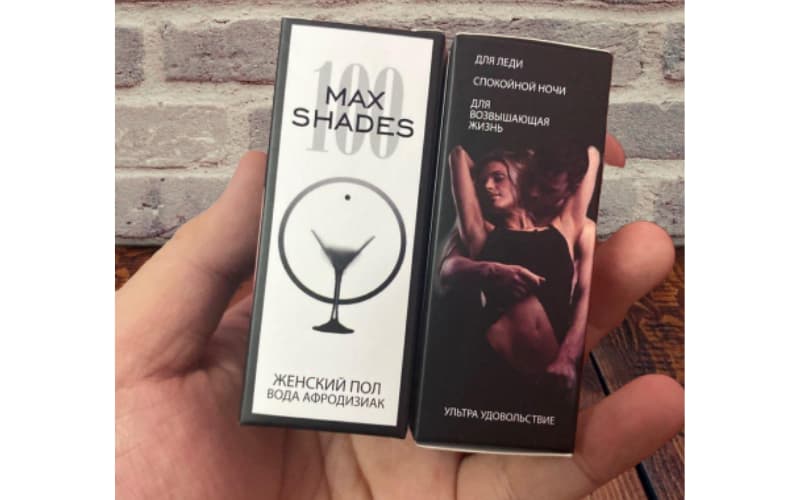 100
MAX
SHADES
ЖЕНСКИЙ ПОЛ
ВОДА АФРОДИЗИАК
ДЛЯ ЛЕДИ
СПОКОЙНОЙ НОЧИ
ДЛЯ
ВОЗВЫШАЮЩАЯ
ЖИЗНЬ
УЛЬТРА УДОВОЛЬСТВИЕ